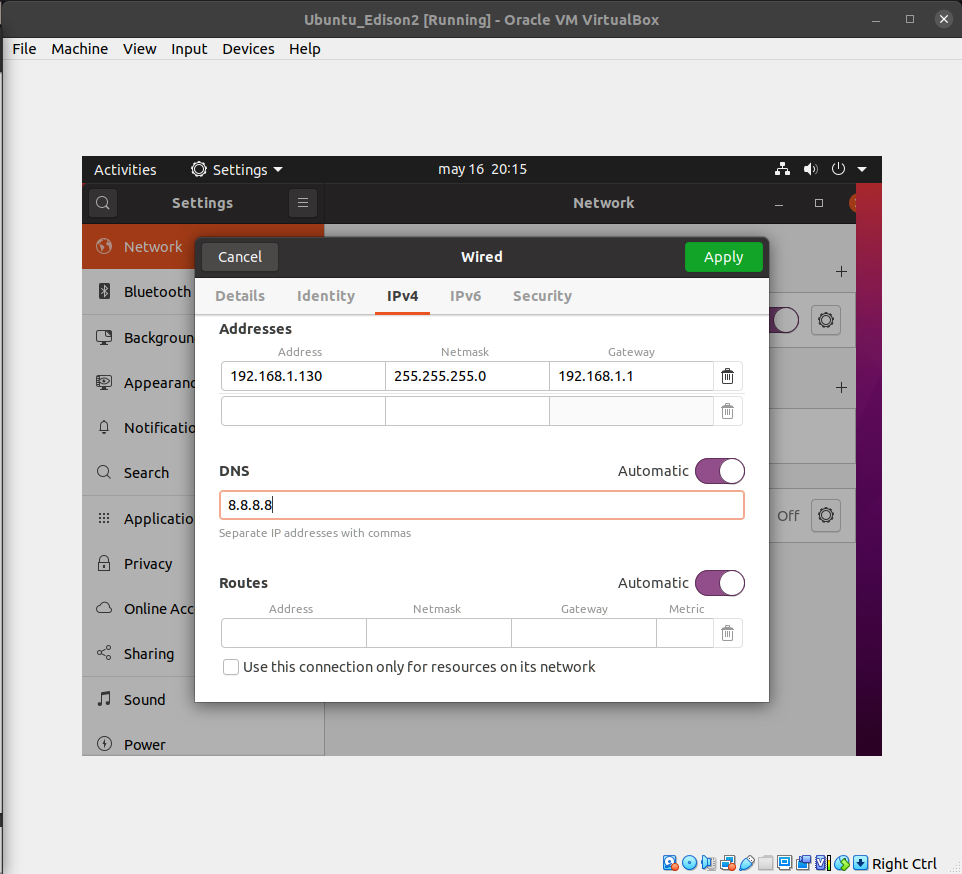 Ubuntu_Edison2 [Running] - Oracle VM VirtualBox
File Machine View Input Devices Help
Activities Settings may 16 20:15
Settings Network
Network
Bluetooth
Backgroun
Appearanc
Notificatio
Search
Applicatio
Privacy
Online Acc
Sharing
Sound
Power
Cancel Wired Apply
Details Identity IPv4 IPv6 Security
Addresses
Address Netmask Gateway
192.168.1.130 255.255.255.0 192.168.1.1
DNS Automatic
8.8.8.8
Separate IP addresses with commas
Routes Automatic
Address Netmask Gateway Metric
Use this connection only for resources on its network
Off
Right Ctrl